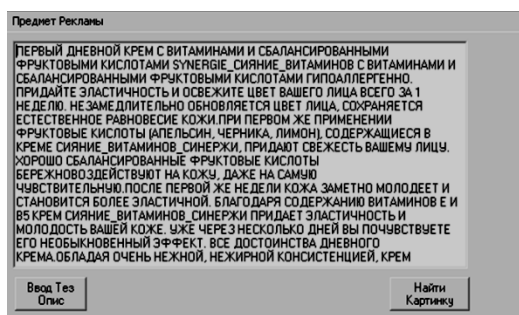 Предмет Рекламы
ПЕРВЫЙ ДНЕВНОЙ КРЕМ С ВИТАМИНАМИ И СБАЛАНСИРОВАННЫМИ
ФРУКТОВЫМИ КИСЛОТАМИ SYNERGIE_СИЯНИЕ_ВИТАМИНОВ С ВИТАМИНАМИ И
СБАЛАНСИРОВАННЫМИ ФРУКТОВЫМИ КИСЛОТАМИ ГИПОАЛЛЕРГЕННО.
ПРИДАЙТЕ ЭЛАСТИЧНОСТЬ И ОСВЕЖИТЕ ЦВЕТ ВАШЕГО ЛИЦА ВСЕГО ЗА 1
НЕДЕЛЮ. НЕЗАМЕДЛИТЕЛЬНО ОБНОВЛЯЕТСЯ ЦВЕТ ЛИЦА, СОХРАНЯЕТСЯ
ЕСТЕСТВЕННОЕ РАВНОВЕСИЕ КОЖИ.ПРИ ПЕРВОМ ЖЕ ПРИМЕНЕНИИ
ФРУКТОВЫЕ КИСЛОТЫ (АПЕЛЬСИН, ЧЕРНИКА, ЛИМОН), СОДЕРЖАЩИЕСЯ В
КРЕМЕ СИЯНИЕ_ВИТАМИНОВ_СИНЕРЖИ, ПРИДАЮТ СВЕЖЕСТЬ ВАШЕМУ ЛИЦУ.
ХОРОШО СБАЛАНСИРОВАННЫЕ ФРУКТОВЫЕ КИСЛОТЫ
БЕРЕЖНОВОЗДЕЙСТВУЮТ НА КОЖУ, ДАЖЕ НА САМУЮ
ЧУВСТВИТЕЛЬНУЮ.ПОСЛЕ ПЕРВОЙ ЖЕ НЕДЕЛИ КОЖА ЗАМЕТНО МОЛОДЕЕТ И
СТАНОВИТСЯ БОЛЕЕ ЭЛАСТИЧНОЙ. БЛАГОДАРЯ СОДЕРЖАНИЮ ВИТАМИНОВ Е И
В5 КРЕМ СИЯНИЕ_ВИТАМИНОВ_СИНЕРЖИ ПРИДАЕТ ЭЛАСТИЧНОСТЬ И
МОЛОДОСТЬ ВАШЕЙ КОЖЕ. УЖЕ ЧЕРЕЗ НЕСКОЛЬКО ДНЕЙ ВЫ ПОЧУВСТВУЕТЕ
ЕГО НЕОБЫКНОВЕННЫЙ ЭФФЕКТ. ВСЕ ДОСТОИНСТВА ДНЕВНОГО
КРЕМА.ОБЛАДАЯ ОЧЕНЬ НЕЖНОЙ, НЕЖИРНОЙ КОНСИСТЕНЦИЕЙ, КРЕМ
Ввод Тез
Опис
Найти
Картинку